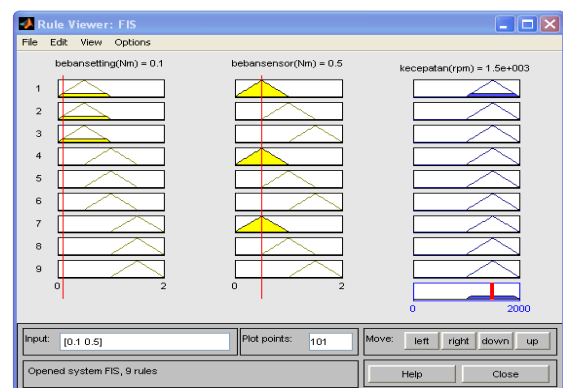 Rule Viewer: FIS
File Edit View Options
bebansetting(Nm) = 0.1 bebansensor(Nm) = 0.5 kecepatan(rpm) = 1.5e+003
1
2
3
4
5
6
7
8
9
0 2 0 2
0 2000
Input: [0.1 0.5] Plot points: 101 Move: left right down up
Opened system FIS, 9 rules Help Close